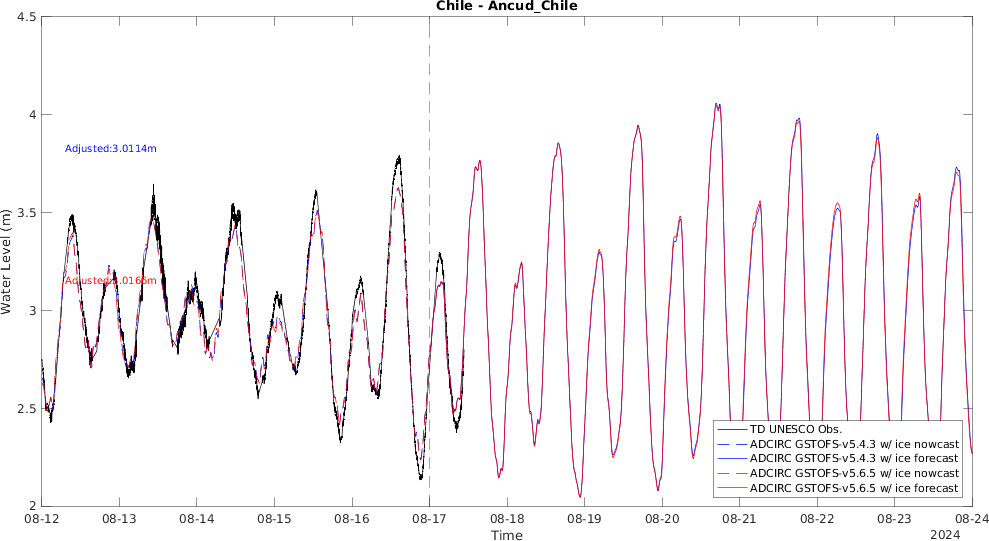 Chile - Ancud_Chile
4.5
4
3.5
3
2.5
2
Water Level (m)
Adjusted:3.0114m
Adjusted:3.0165m
TD UNESCO Obs.
ADCIRC GSTOFS-v5.4.3 w/ ice nowcast
ADCIRC GSTOFS-v5.4.3 w/ ice forecast
ADCIRC GSTOFS-v5.6.5 w/ ice nowcast
ADCIRC GSTOFS-v5.6.5 w/ ice forecast
08-12 08-13 08-14 08-15 08-16 08-17 08-18 08-19 08-20 08-21 08-22 08-23 08-24
Time
2024